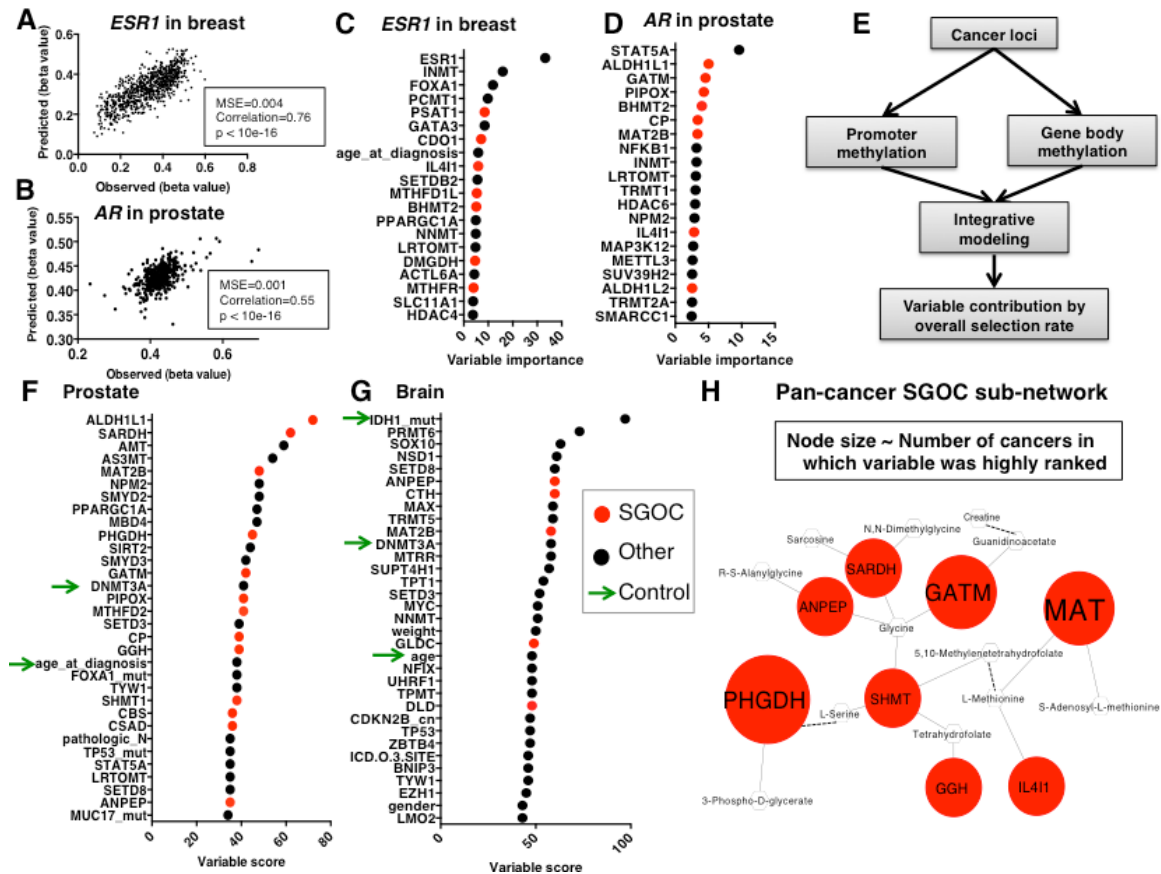 A
ESR1 in breast
Predicted (beta value)
0.6
0.4
0.2
0.0
0.0 0.2 0.4 0.6 0.8
Observed (beta value)
MSE=0.004
Correlation=0.76
p < 10e-16
B
AR in prostate
Predicted (beta value)
0.55
0.50
0.45
0.40
0.35
0.30
0.2 0.4 0.6
Observed (beta value)
MSE=0.001
Correlation=0.55
p < 10e-16
C
ESR1 in breast
ESR1
INMT
FOXA1
PCMT1
PSAT1
GATA3
CDO1
age_at_diagnosis
IL4I1
SETDB2
MTHFD1L
BHMT2
PPARGC1A
NNMT
LRTOMT
DMGDH
ACTL6A
MTHFR
SLC11A1
HDAC4
0 10 20 30 40
Variable importance
D
AR in prostate
STAT5A
ALDH1L1
GATM
PIPOX
BHMT2
CP
MAT2B
NFKB1
INMT
LRTOMT
TRMT1
HDAC6
NPM2
IL4I1
MAP3K12
METTL3
SUV39H2
ALDH1L2
TRMT2A
SMARCC1
0 5 10 15
Variable importance
E
Cancer loci
Promoter
methylation
Gene body
methylation
Integrative
modeling
Variable contribution by
overall selection rate
F
Prostate
ALDH1L1
SARDH
AMT
AS3MT
MAT2B
NPM2
SMYD2
PPARGC1A
MBD4
PHGDH
SIRT2
SMYD3
GATM
DNMT3A
PIPOX
MTHFD2
SETD3
CP
GGH
age_at_diagnosis
FOXA1_mut
TYW1
SHMT1
CBS
CSAD
pathologic_N
TP53_mut
STAT5A
LRTOMT
SETD8
ANPEP
MUC17_mut
0 20 40 60 80
Variable score
G
Brain
IDH1_mut
PRMT6
SOX10
NSD1
SETD8
ANPEP
CTH
MAX
TRMT5
MAT2B
DNMT3A
MTRR
SUPT4H1
TPT1
SETD3
MYC
NNMT
weight
GLDC
age
NFIX
UHRF1
TPMT
DLD
CDKN2B_cn
TP53
ZBTB4
ICD.O.3.SITE
BNIP3
TYW1
EZH1
gender
LMO2
0 50 100
Variable score
SGOC
Other
Control
H
Pan-cancer SGOC sub-network
Node size ~ Number of cancers in
which variable was highly ranked
Creatine
N,N-Dimethylglycine
Guanidinoacetate
Sarcosine
R-S-Alanylglycine
SARDH
GATM
ANPEP
MAT
Glycine
5,10-Methylenetetrahydrofolate
PHGDH
SHMT
L-Methionine
S-Adenosyl-L-methionine
L-Serine
Tetrahydrofolate
GGH
IL4I1
3-Phospho-D-glycerate